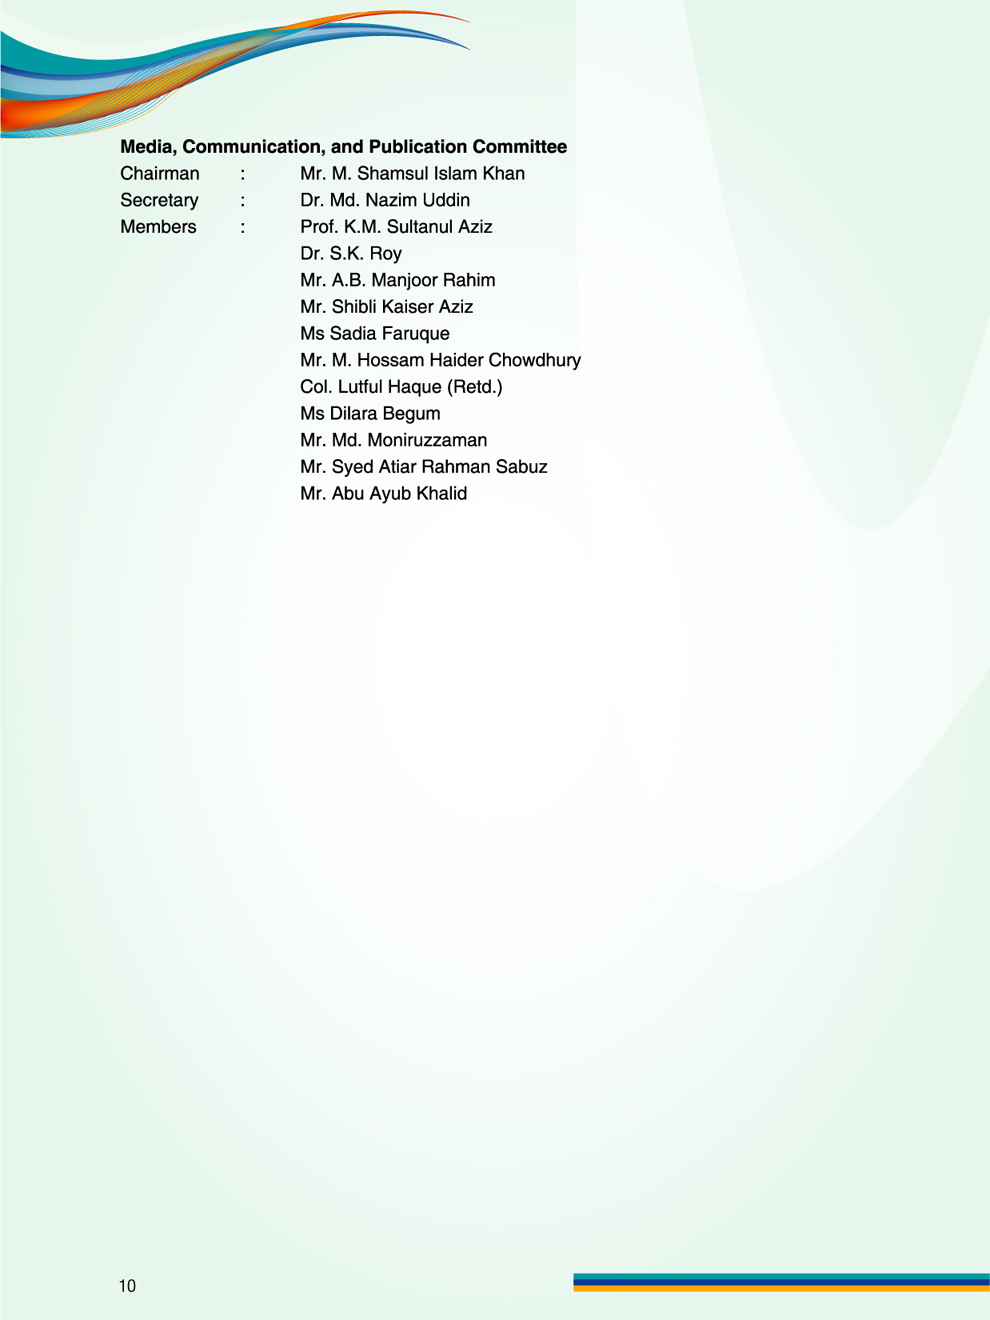 Media, Communication, and Publication Committee
Chairman : Mr. M. Shamsul Islam Khan
Secretary : Dr. Md. Nazim Uddin
Members : Prof. K.M. Sultanul Aziz
Dr. S.K. Roy
Mr. A.B. Manjoor Rahim
Mr. Shibli Kaiser Aziz
Ms Sadia Faruque
Mr. M. Hossam Haider Chowdhury
Col. Lutful Haque (Retd.)
Ms Dilara Begum
Mr. Md. Moniruzzaman
Mr. Syed Atiar Rahman Sabuz
Mr. Abu Ayub Khalid
10